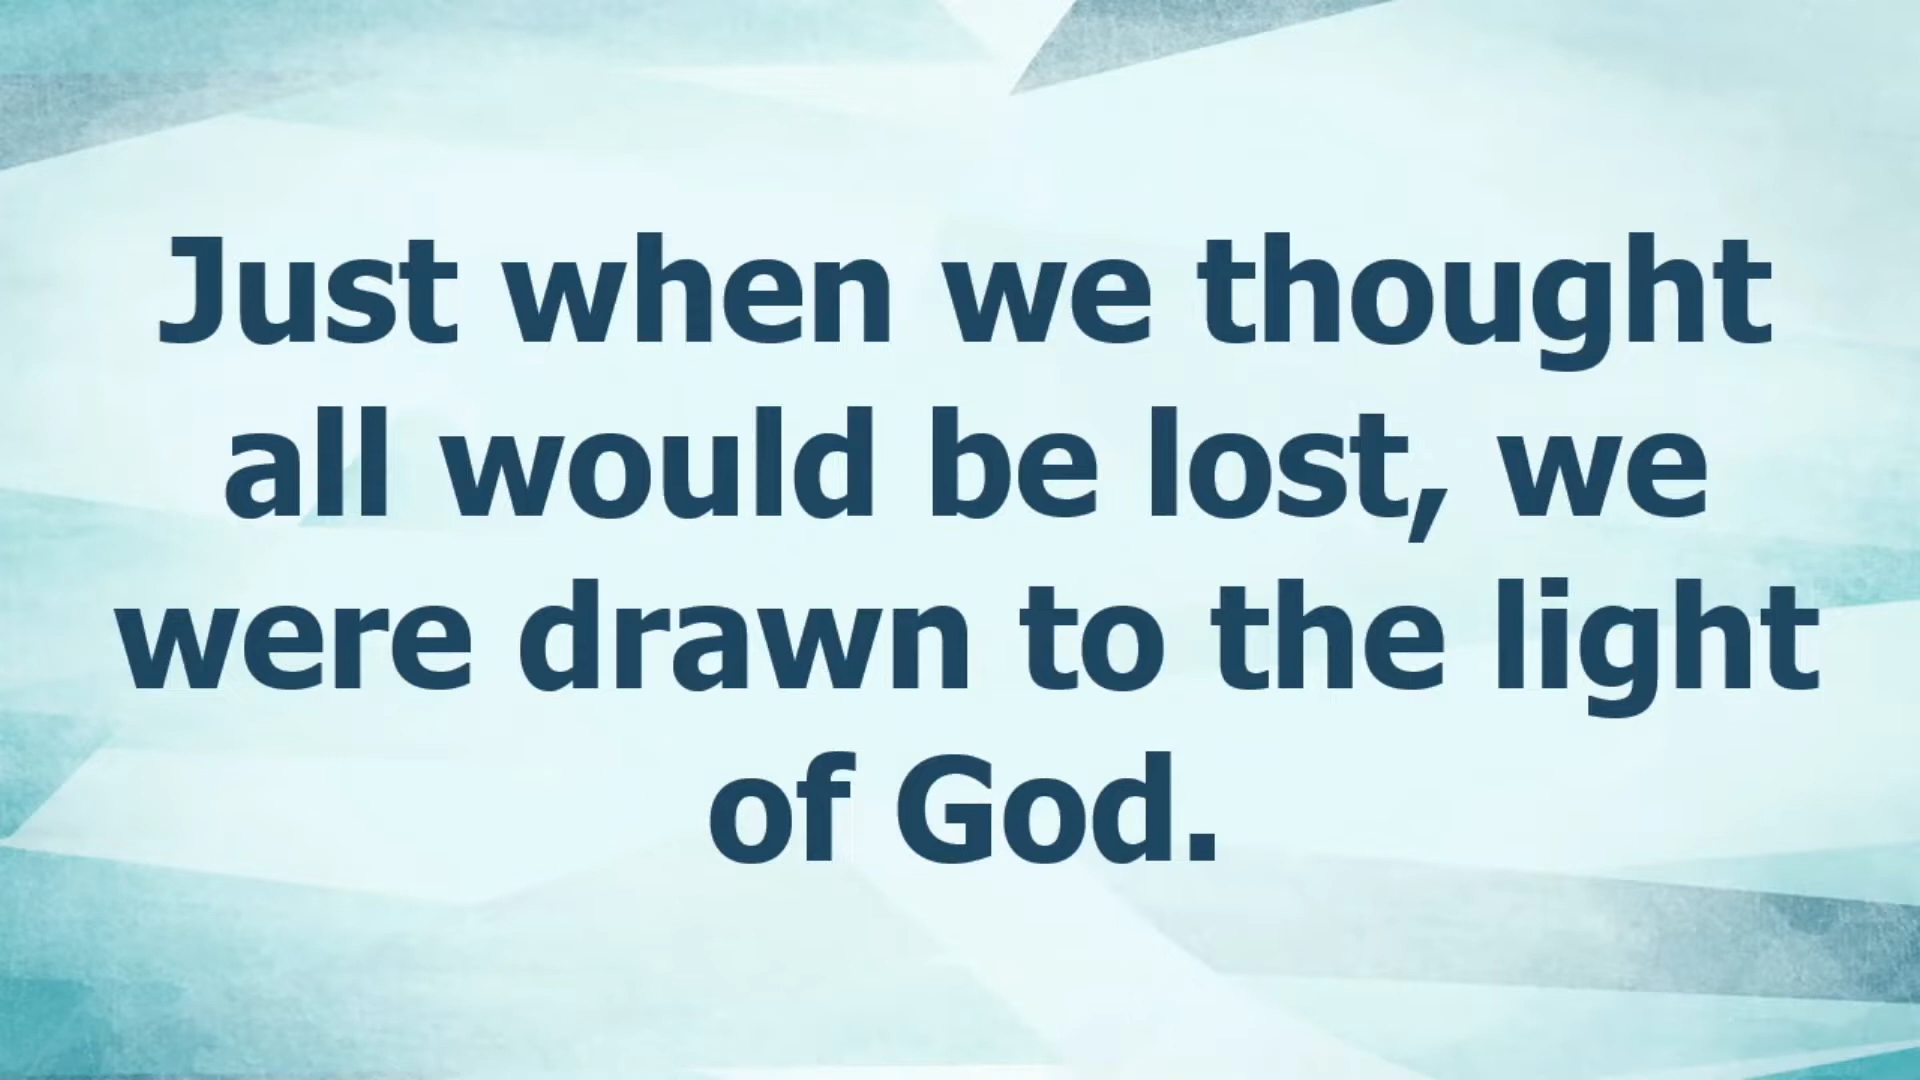 Just when we thought
all would be lost, we
were drawn to the light
of God.